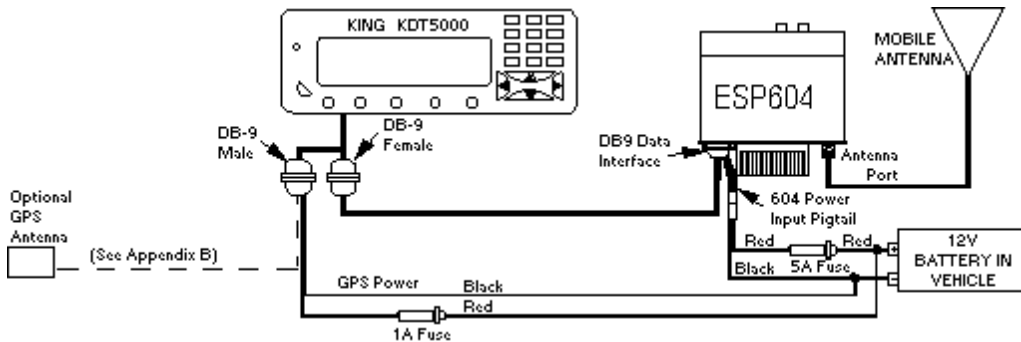 KING KDT5000
MOBILE
ANTENNA
ESP604
DB-9
Male
DB-9
Female
DB9 Data
Interface
Antenna
Port
604 Power
Input Pigtail
Optional
GPS
Antenna
(See Appendix B)
Red
Red
5A Fuse
Black
+
-
12V
BATTERY IN
VEHICLE
GPS Power
Black
Red
1A Fuse